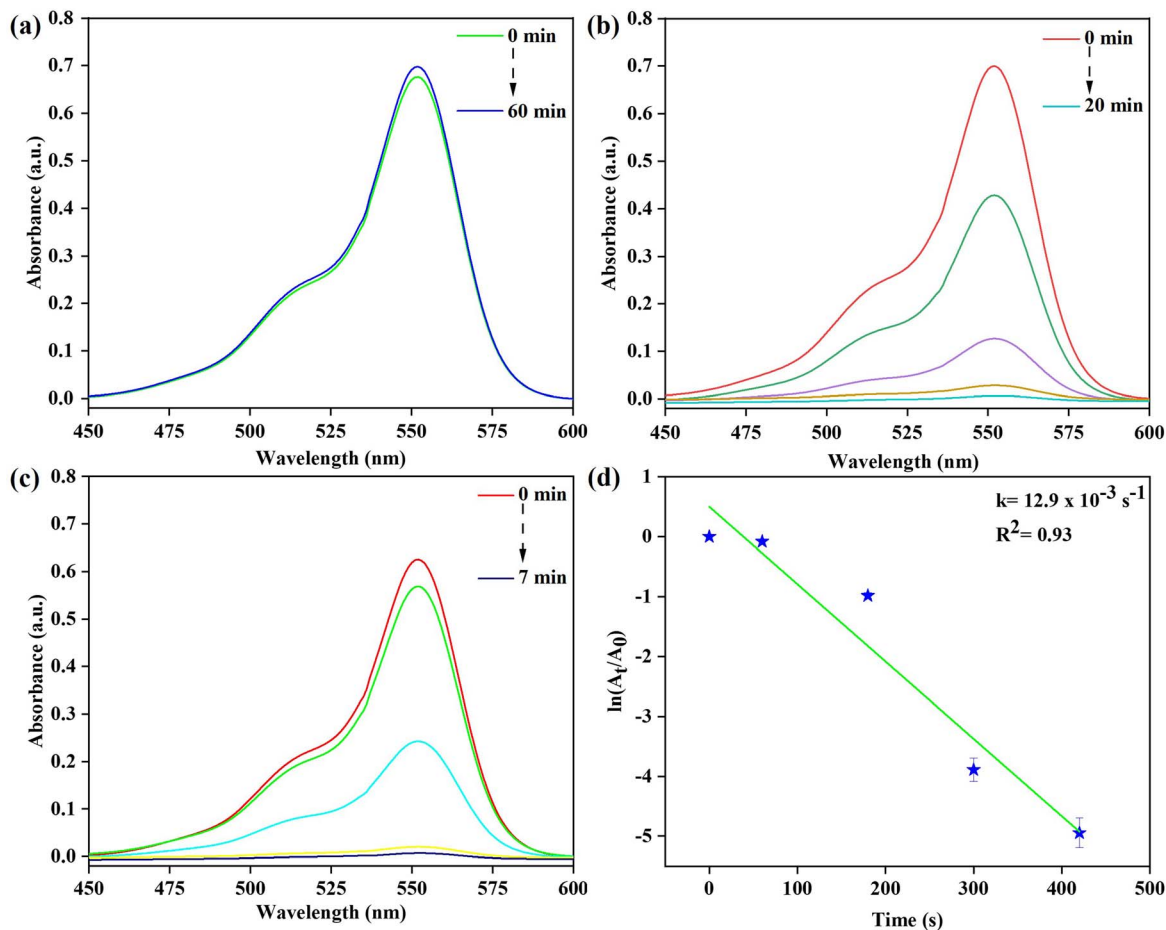 (a)
0.8
0.7
0.6
0.5
0.4
0.3
0.2
0.1
0.0
Absorbance (a.u.)
0 min
60 min
450 475 500 525 550 575 600
Wavelength (nm)
(b)
0.8
0.7
0.6
0.5
0.4
0.3
0.2
0.1
0.0
Absorbance (a.u.)
0 min
20 min
450 475 500 525 550 575 600
Wavelength (nm)
(c)
0.8
0.7
0.6
0.5
0.4
0.3
0.2
0.1
0.0
Absorbance (a.u.)
0 min
7 min
450 475 500 525 550 575 600
Wavelength (nm)
(d)
1
0
-1
-2
-3
-4
-5
ln(At/A0)
k= 12.9 x 10⁻³ s⁻¹
R²= 0.93
0 100 200 300 400 500
Time (s)